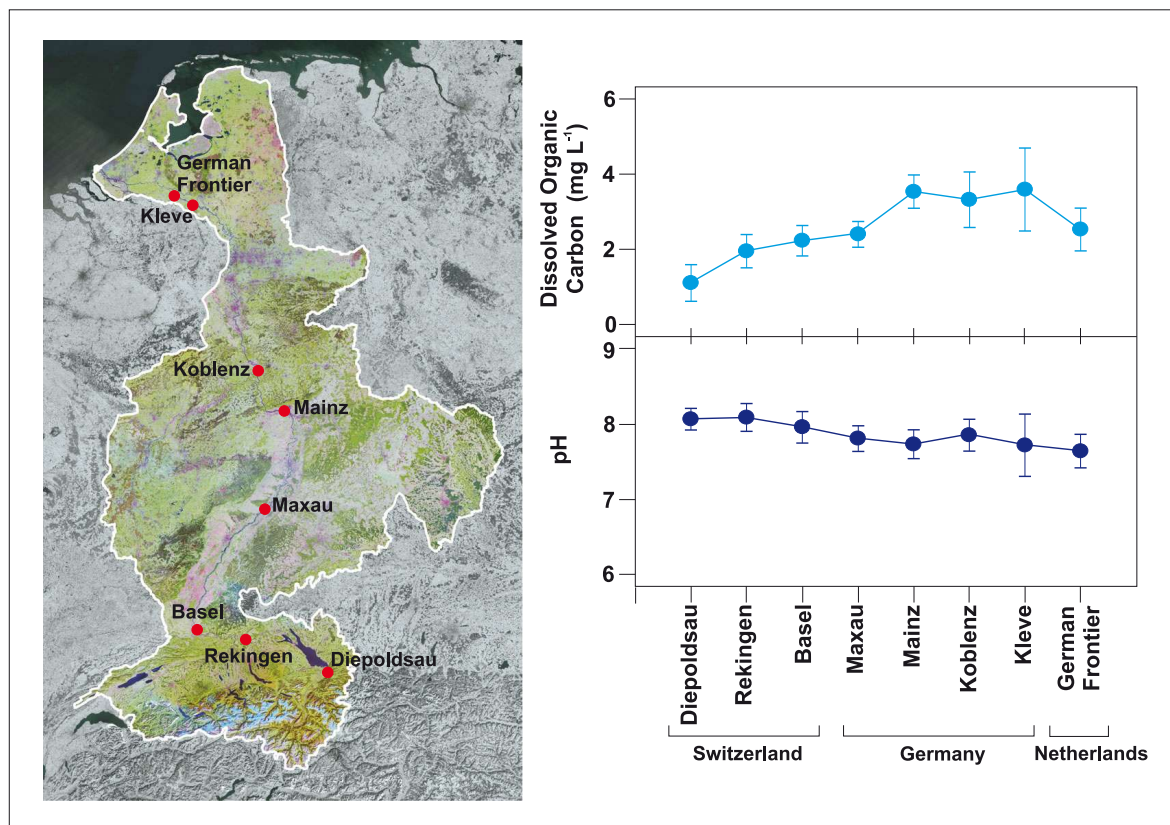 German
Frontier
Kleve
Koblenz
Mainz
Maxau
Basel
Rekingen
Diepoldsau
Dissolved Organic
Carbon (mg L⁻¹)
6
4
2
0
pH
9
8
7
6
Diepoldsau
Rekingen
Basel
Maxau
Mainz
Koblenz
Kleve
German
Frontier
Switzerland
Germany
Netherlands